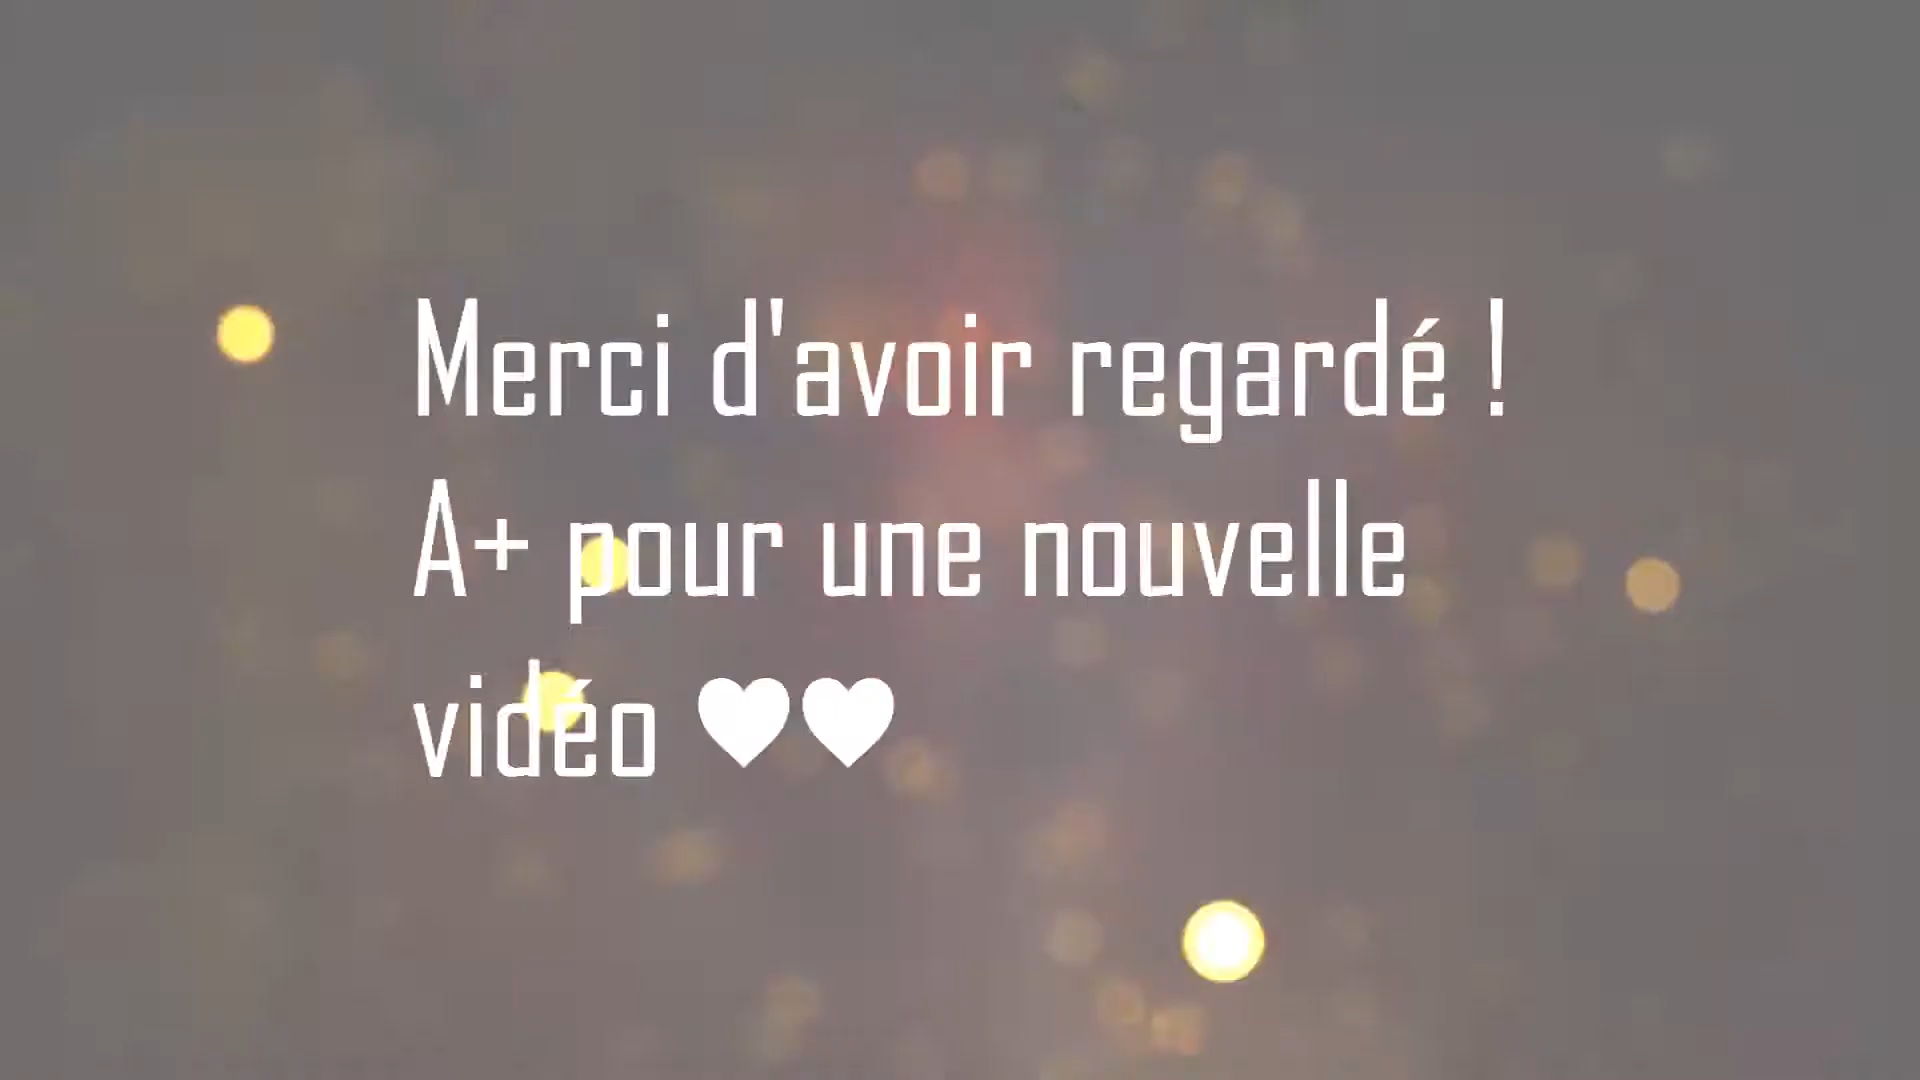 Merci d'avoir regardé !
A+ pour une nouvelle
vidéo ♥♥